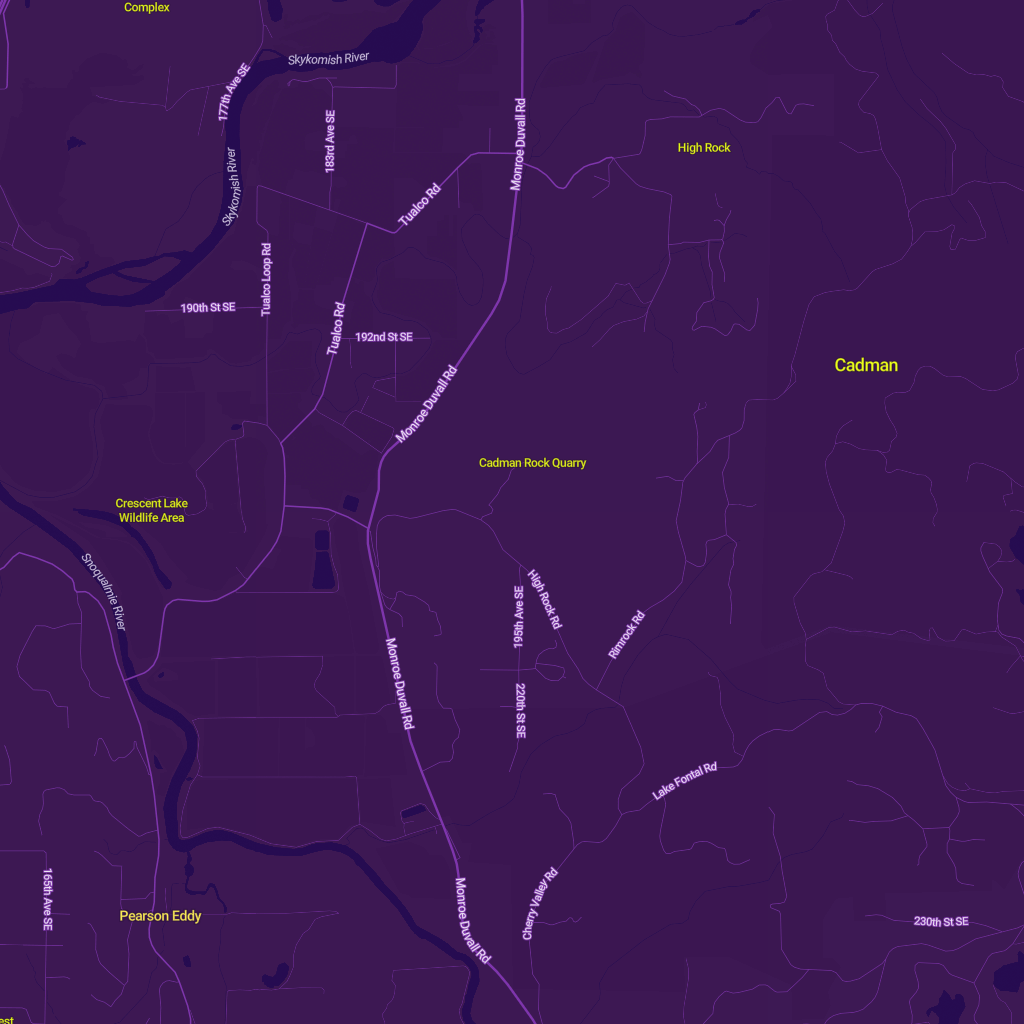 Complex
Skykomish River
177th Ave SE
183rd Ave SE
Monroe Duvall Rd
High Rock
Skykomish River
Tualco Rd
Tualco Loop Rd
190th St SE
Tualco Rd
192nd St SE
Cadman
Monroe Duvall Rd
Cadman Rock Quarry
Crescent Lake
Wildlife Area
Snoqualmie River
High Rock Rd
195th Ave SE
Rimrock Rd
Monroe Duvall Rd
220th St SE
Lake Fontal Rd
165th Ave SE
Cherry Valley Rd
Monroe Duvall Rd
Pearson Eddy
230th St SE
est